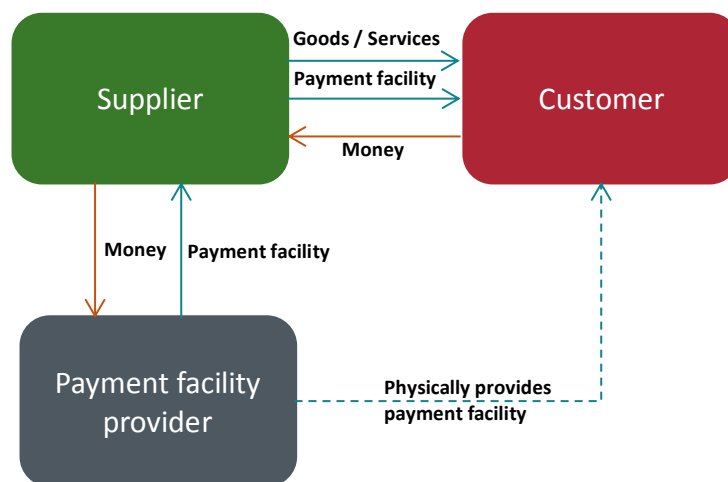 Goods / Services
Supplier
Payment facility
Customer
Money
Money
Payment facility
Payment facility
provider
Physically provides
payment facility